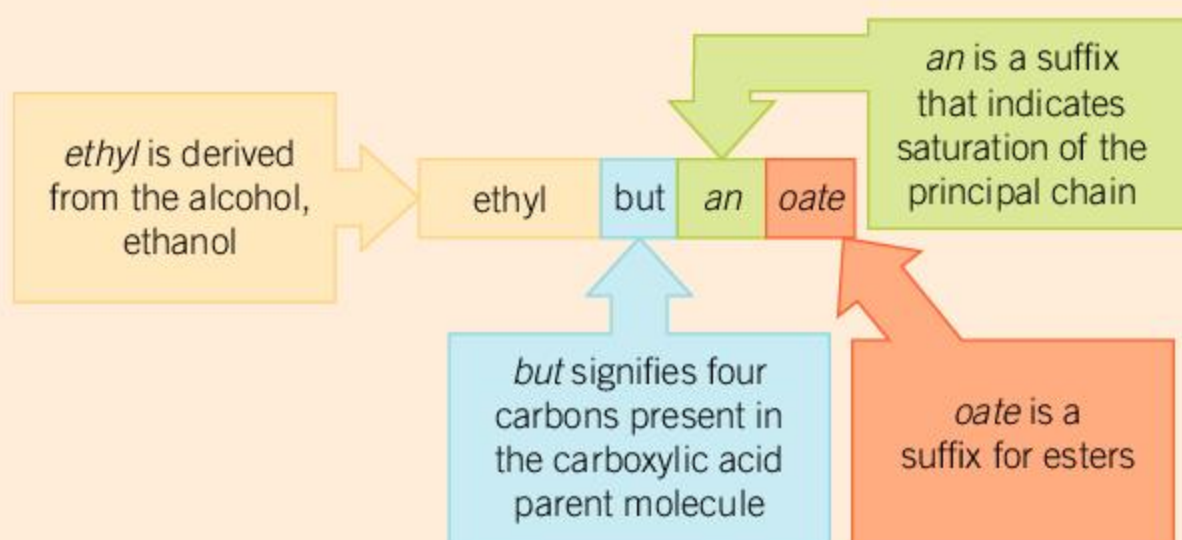 an is a suffix
that indicates
saturation of the
principal chain
ethyl is derived
from the alcohol,
ethanol
ethyl but an oate
but signifies four
carbons present in
the carboxylic acid
parent molecule
oate is a
suffix for esters